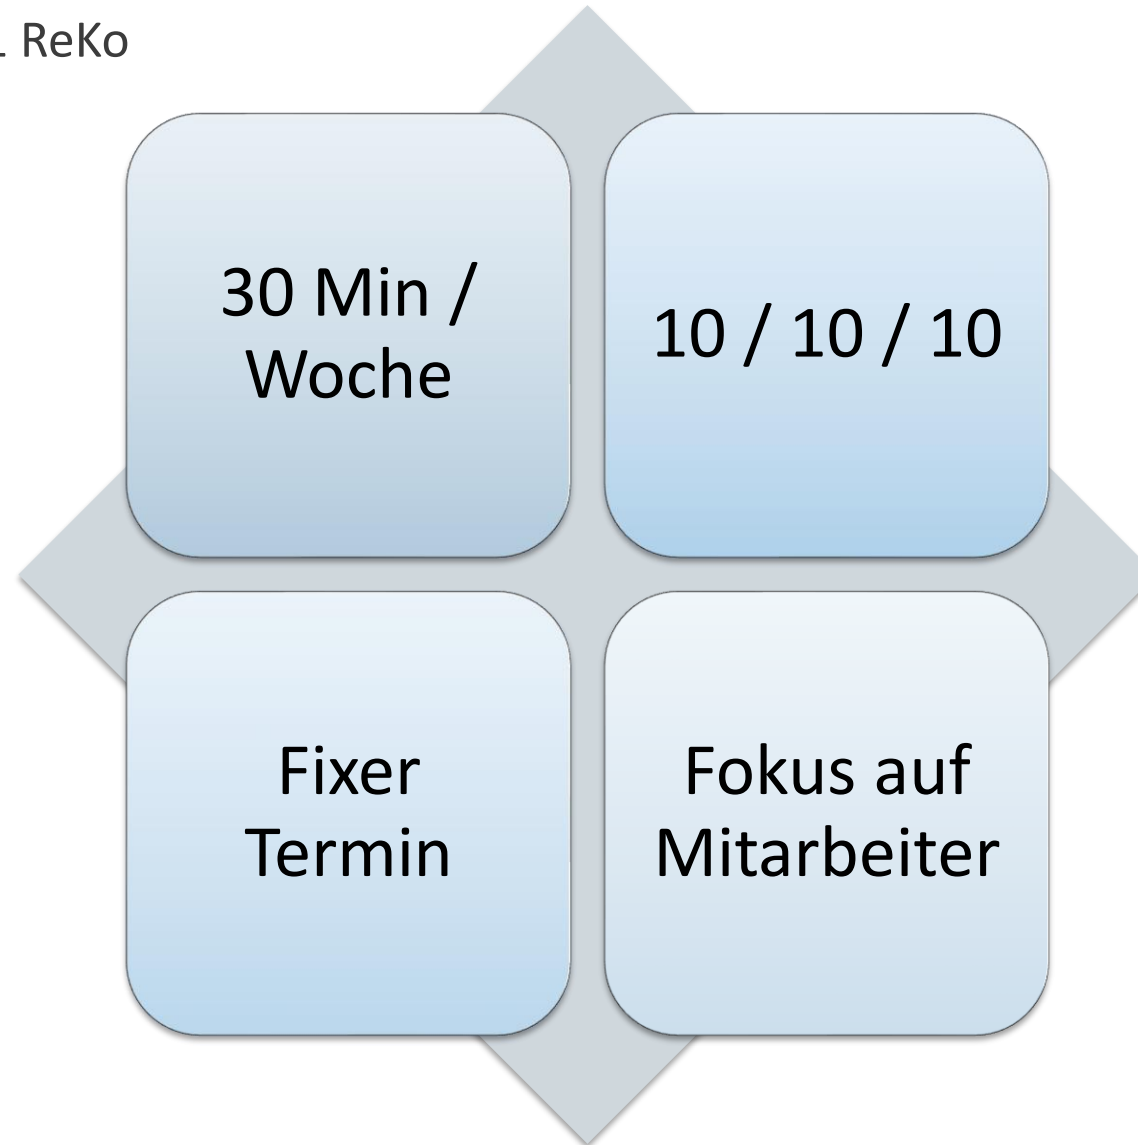 ReKo
30 Min /
Woche
10 / 10 / 10
Fixer
Termin
Fokus auf
Mitarbeiter